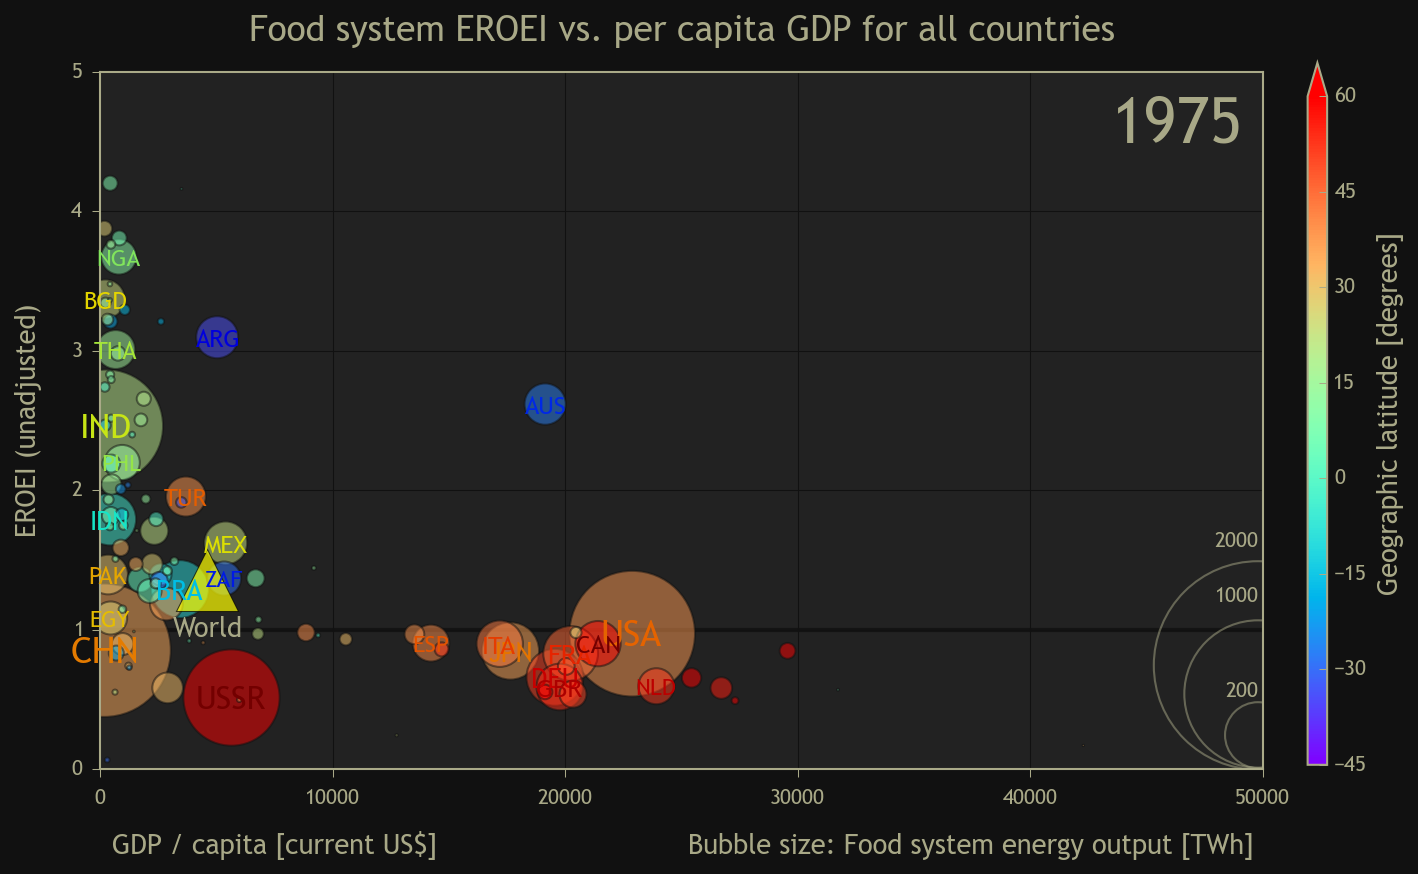 Food system EROEI vs. per capita GDP for all countries
1975
EROEI (unadjusted)
5
4
3
2
1
0
0
10000
20000
30000
40000
50000
GDP / capita [current US$]
Bubble size: Food system energy output [TWh]
NGA
BGD
THA
ARG
IND
AUS
PHL
TUR
IDN
MEX
PAK
BRA
ZAF
EGY
World
CHN
ESP
ITA
FRA
CAN
USA
DEU
GBR
NLD
USSR
2000
1000
200
60
45
30
15
0
−15
−30
−45
Geographic latitude [degrees]